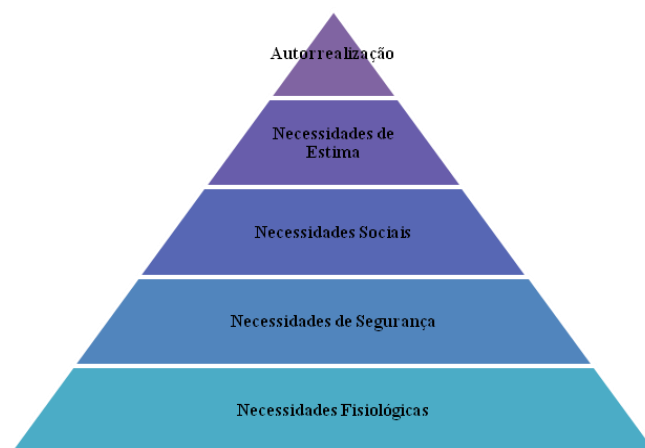 Autorrealização
Necessidades de
Estima
Necessidades Sociais
Necessidades de Segurança
Necessidades Fisiológicas